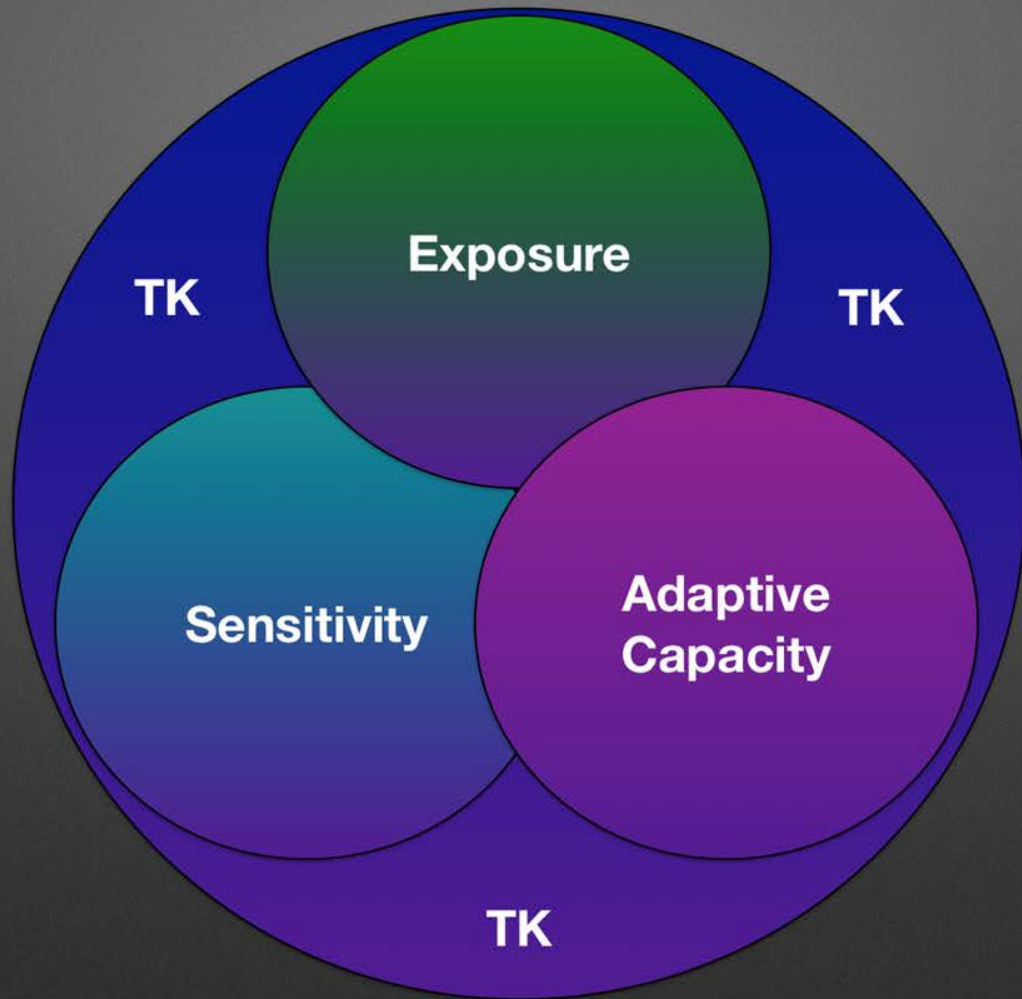 Exposure
TK
TK
Sensitivity
Adaptive
Capacity
TK